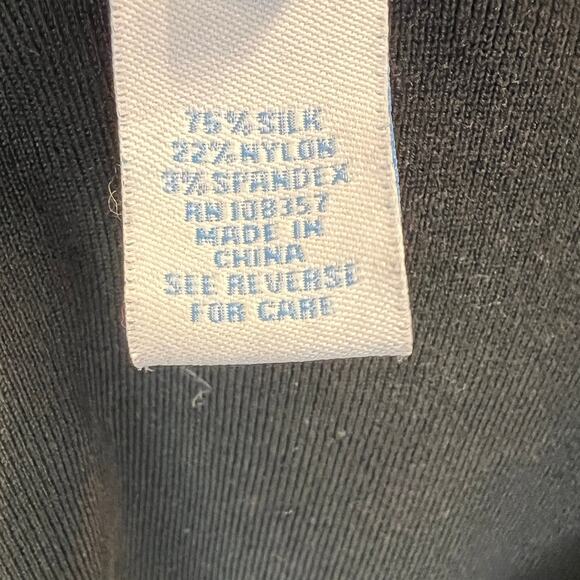 75% SILK
22% NYLON
3% SPANDEX
RN 108357
MADE IN
CHINA
SEE REVERSE
FOR CARE